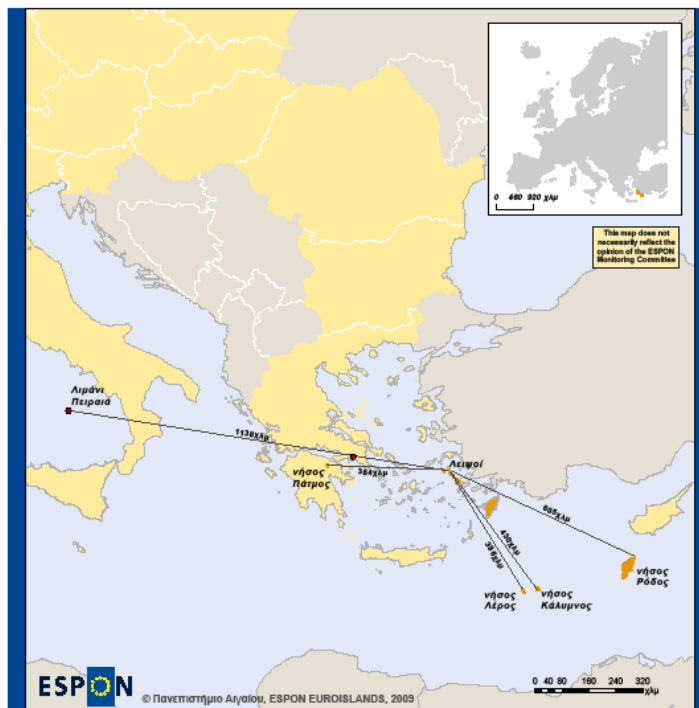 0 460 920 χλμ
This map does not
necessarily reflect the
opinion of the ESPON
Monitoring Committee
Λιμάνι
Πειραιά
1138χλμ
νήσος
Πάτμος
384χλμ
Λειψοί
605χλμ
430χλμ
395χλμ
νήσος
Ρόδος
νήσος
Λέρος
νήσος
Κάλυμνος
ESPON
© Πανεπιστήμιο Αιγαίου, ESPON EUROISLANDS, 2009
0 40 80 160 240 320
χλμ